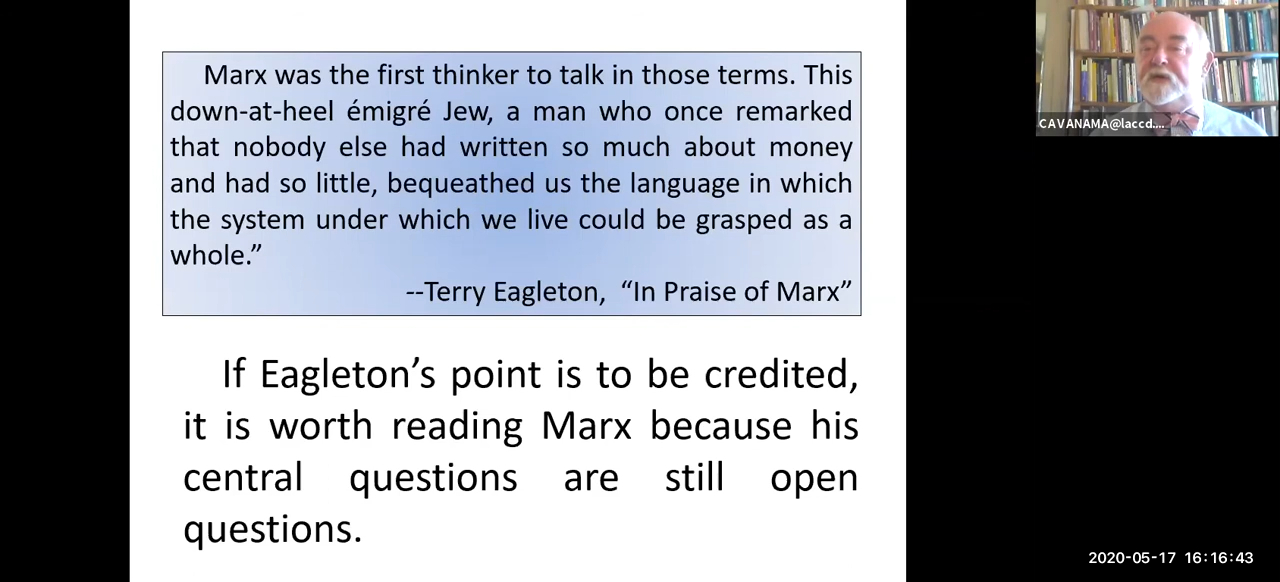 Marx was the first thinker to talk in those terms. This
down-at-heel émigré Jew, a man who once remarked
that nobody else had written so much about money
and had so little, bequeathed us the language in which
the system under which we live could be grasped as a
whole.”
--Terry Eagleton, “In Praise of Marx”
If Eagleton’s point is to be credited,
it is worth reading Marx because his
central questions are still open
questions.
CAVANAMA@laccd....
2020-05-17 16:16:43